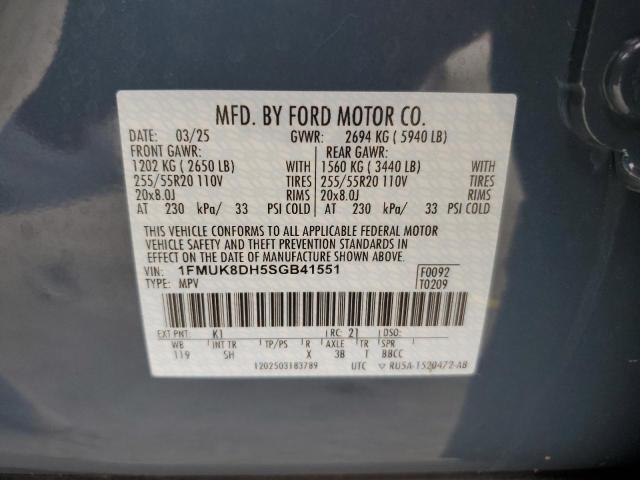 MFD. BY FORD MOTOR CO.
DATE: 03/25 GVWR: 2694 KG ( 5940 LB)
FRONT GAWR: REAR GAWR:
1202 KG ( 2650 LB) WITH 1560 KG ( 3440 LB) WITH
255/55R20 110V TIRES 255/55R20 110V TIRES
20x8.0J RIMS 20x8.0J RIMS
AT 230 kPa/ 33 PSI COLD AT 230 kPa/ 33 PSI COLD
THIS VEHICLE CONFORMS TO ALL APPLICABLE FEDERAL MOTOR
VEHICLE SAFETY AND THEFT PREVENTION STANDARDS IN
EFFECT ON THE DATE OF MANUFACTURE SHOWN ABOVE.
VIN: 1FMUK8DH5SGB41551 F0092
TYPE: MPV T0209
EXT PNT: K1 RC: 21 DSO:
WB INT TR TP/PS R AXLE TR SPR
119 SH X 3B T BBCC
1202503183789 UTC ▽ RU5A-1520472-AB